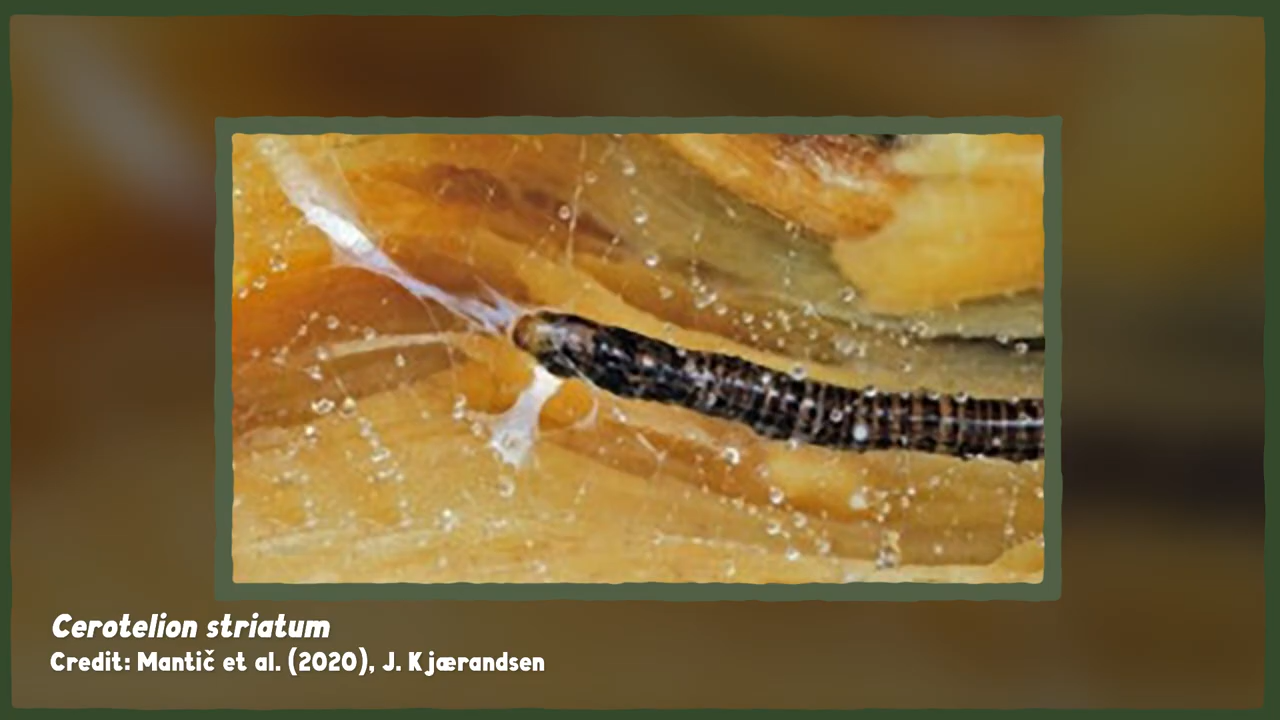 Cerotelion striatum
Credit: Mantič et al. (2020), J. Kjærandsen